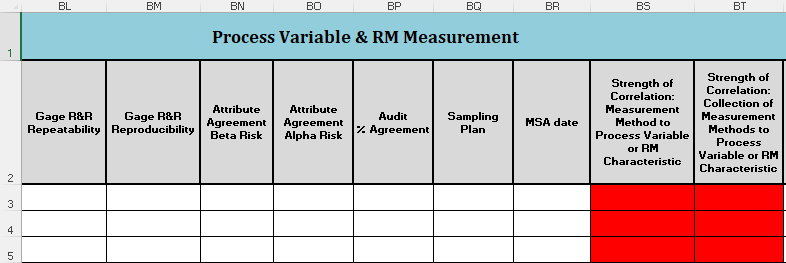 BL BM BN BO BP BQ BR BS BT
1 Process Variable & RM Measurement
2
Gage R&R
Repeatability
Gage R&R
Reproducibility
Attribute
Agreement
Beta Risk
Attribute
Agreement
Alpha Risk
Audit
% Agreement
Sampling
Plan
MSA date
Strength of
Correlation:
Measurement
Method to
Process Variable
or RM
Characteristic
Strength of
Correlation:
Collection of
Measurement
Methods to
Process
Variable or RM
Characteristic
3
4
5